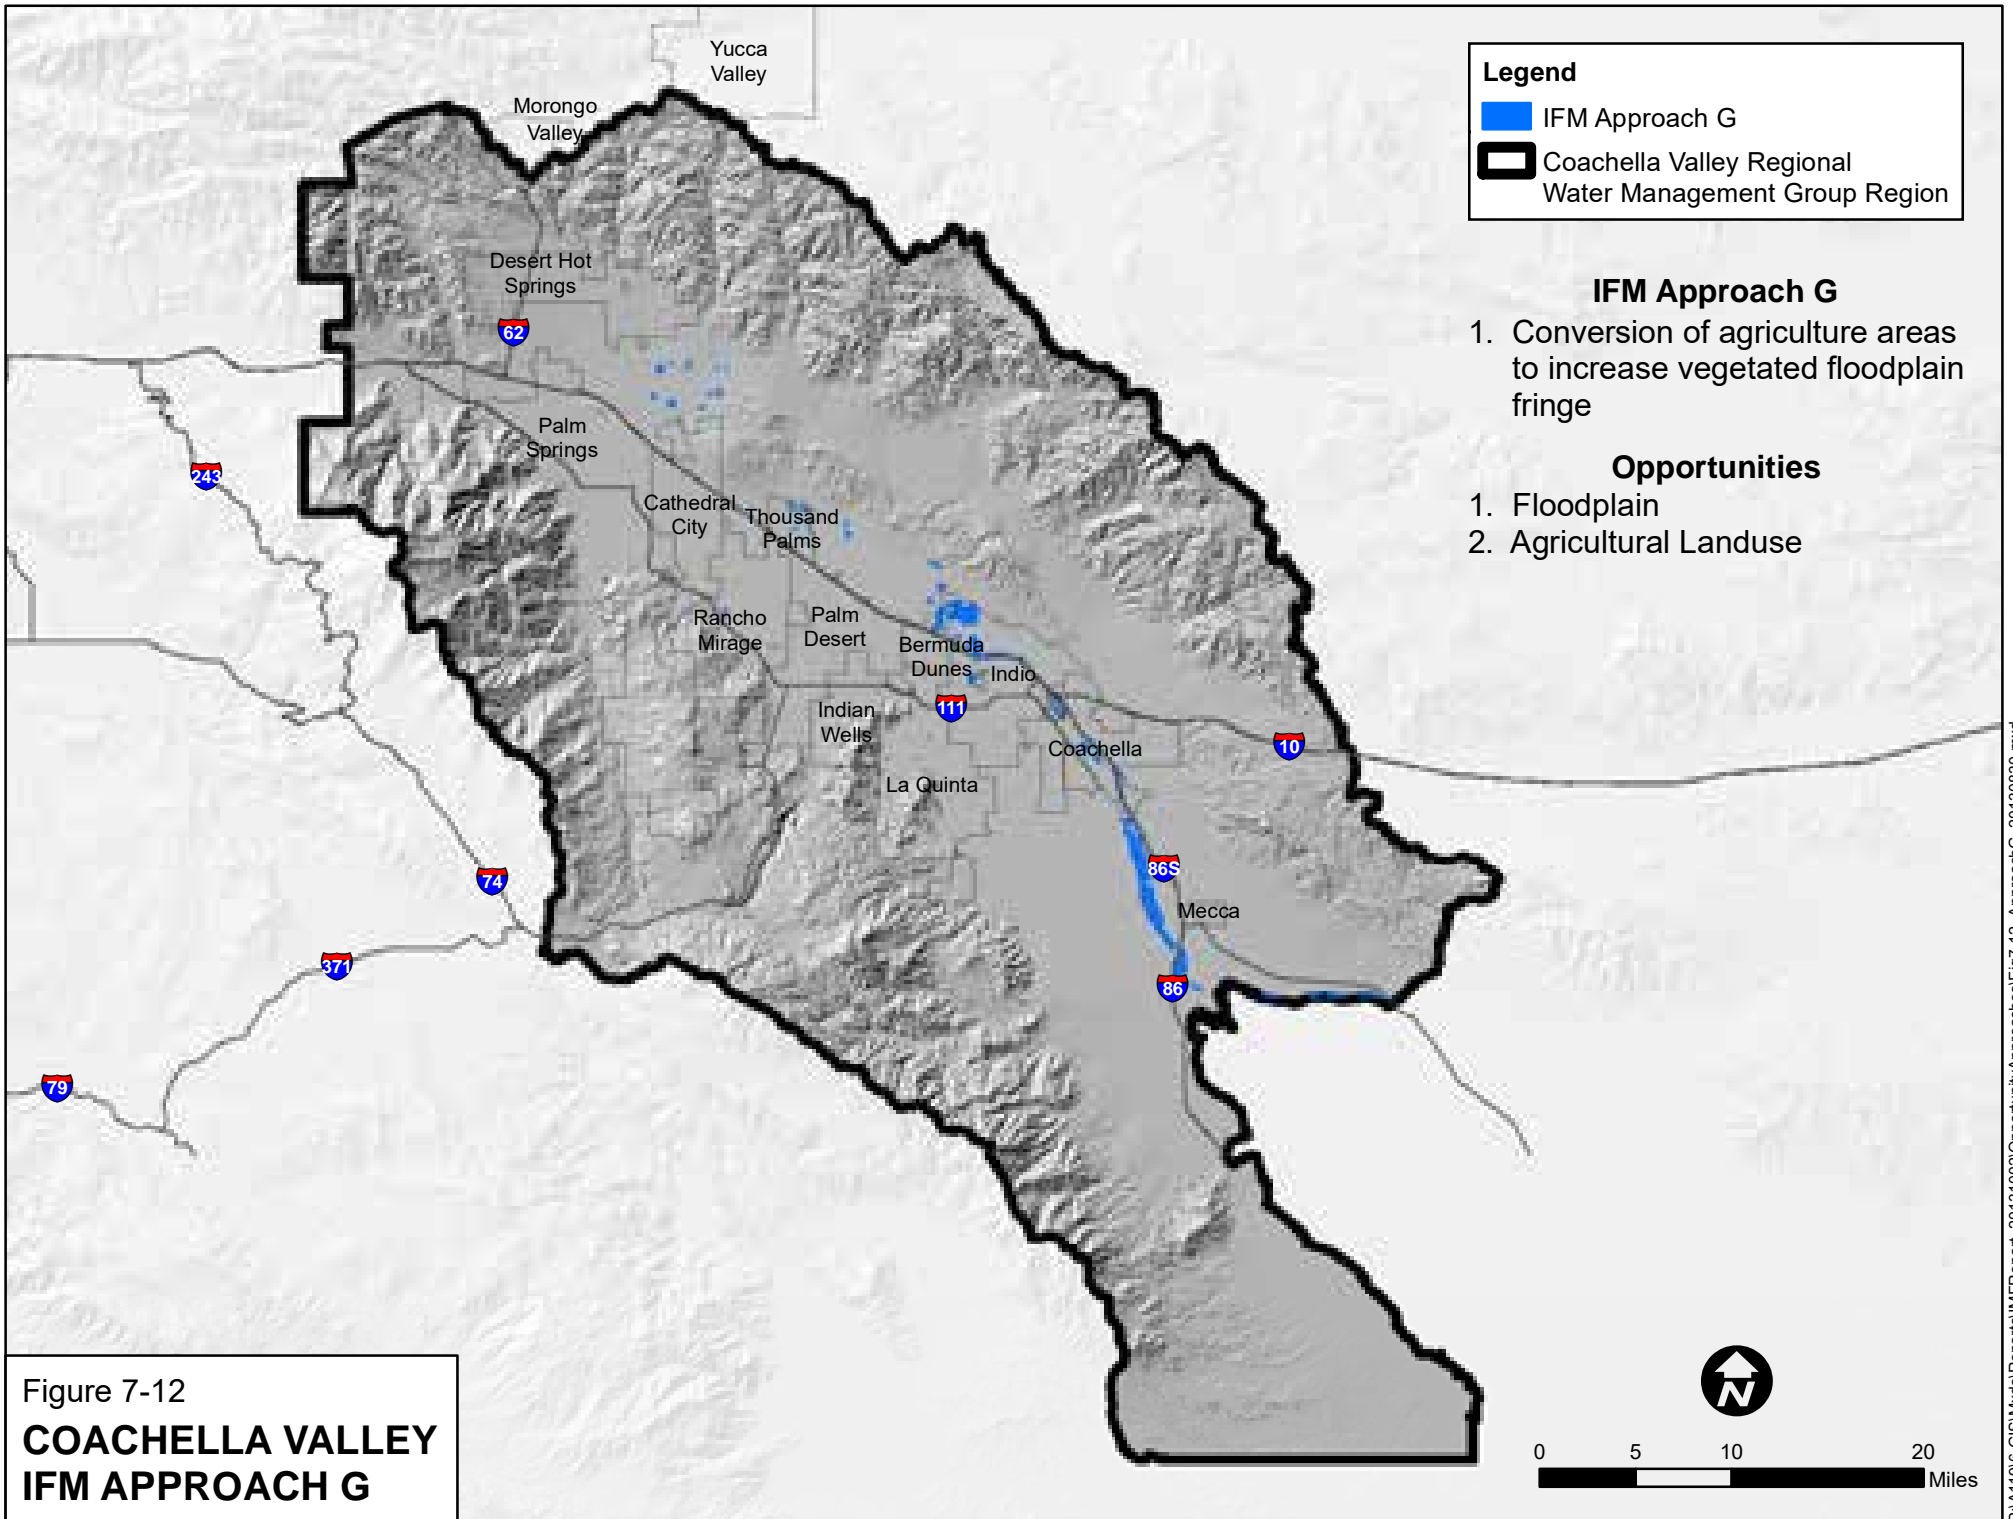 Yucca
Valley
Morongo
Valley
Legend
IFM Approach G
Coachella Valley Regional
Water Management Group Region
Desert Hot
Springs
62
IFM Approach G
1. Conversion of agriculture areas
to increase vegetated floodplain
fringe
Opportunities
1. Floodplain
2. Agricultural Landuse
Palm
Springs
243
Cathedral
City
Thousand
Palms
Rancho
Mirage
Palm
Desert
Bermuda
Dunes
Indio
111
Indian
Wells
Coachella
10
La Quinta
86S
74
Mecca
371
86
79
Figure 7-12
COACHELLA VALLEY
IFM APPROACH G
N
0 5 10 20
Miles